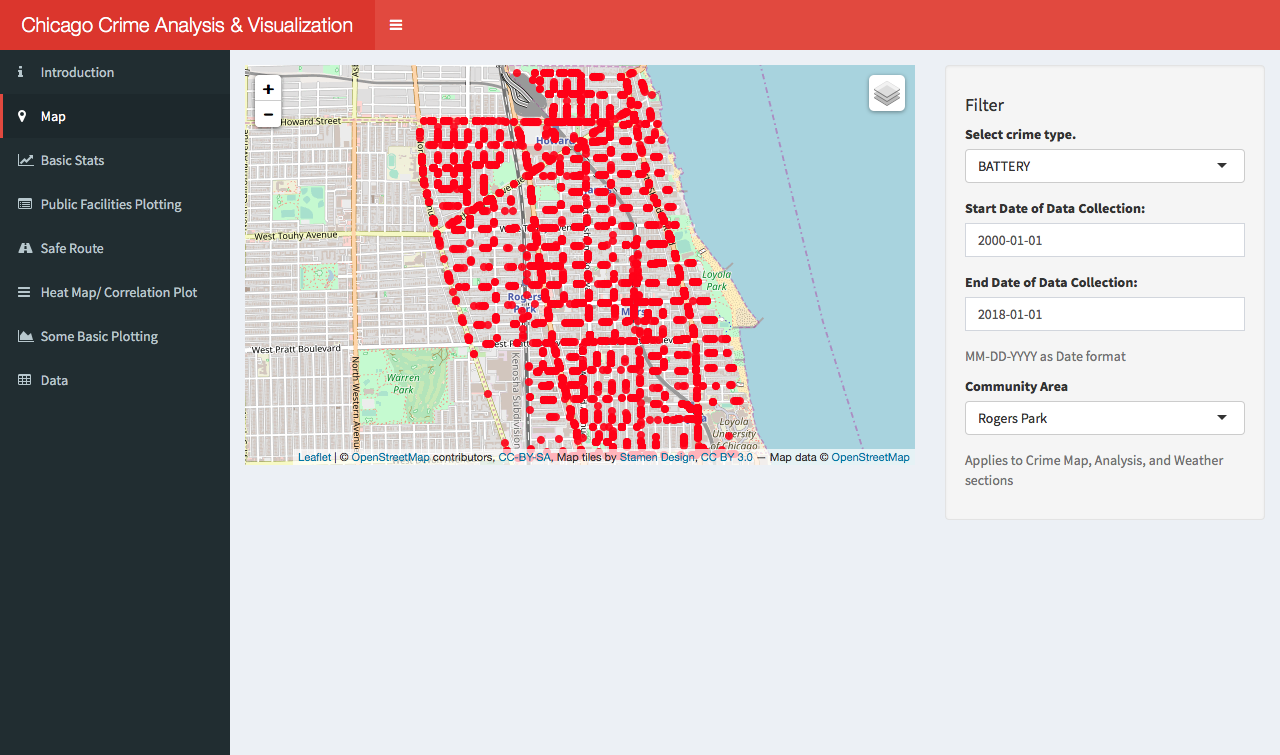 Chicago Crime Analysis & Visualization
Introduction
Map
Basic Stats
Public Facilities Plotting
Safe Route
Heat Map/ Correlation Plot
Some Basic Plotting
Data
+
-
Howard Street
West Touhy Avenue
West Pratt Boulevard
North Western Avenue
Warren
Park
Kenosha Subdivision
Rogers
Loyola
Park
Loyola
University
of Chicago
Leaflet | © OpenStreetMap contributors, CC-BY-SA, Map tiles by Stamen Design, CC BY 3.0 — Map data © OpenStreetMap
Filter
Select crime type.
BATTERY
Start Date of Data Collection:
2000-01-01
End Date of Data Collection:
2018-01-01
MM-DD-YYYY as Date format
Community Area
Rogers Park
Applies to Crime Map, Analysis, and Weather
sections